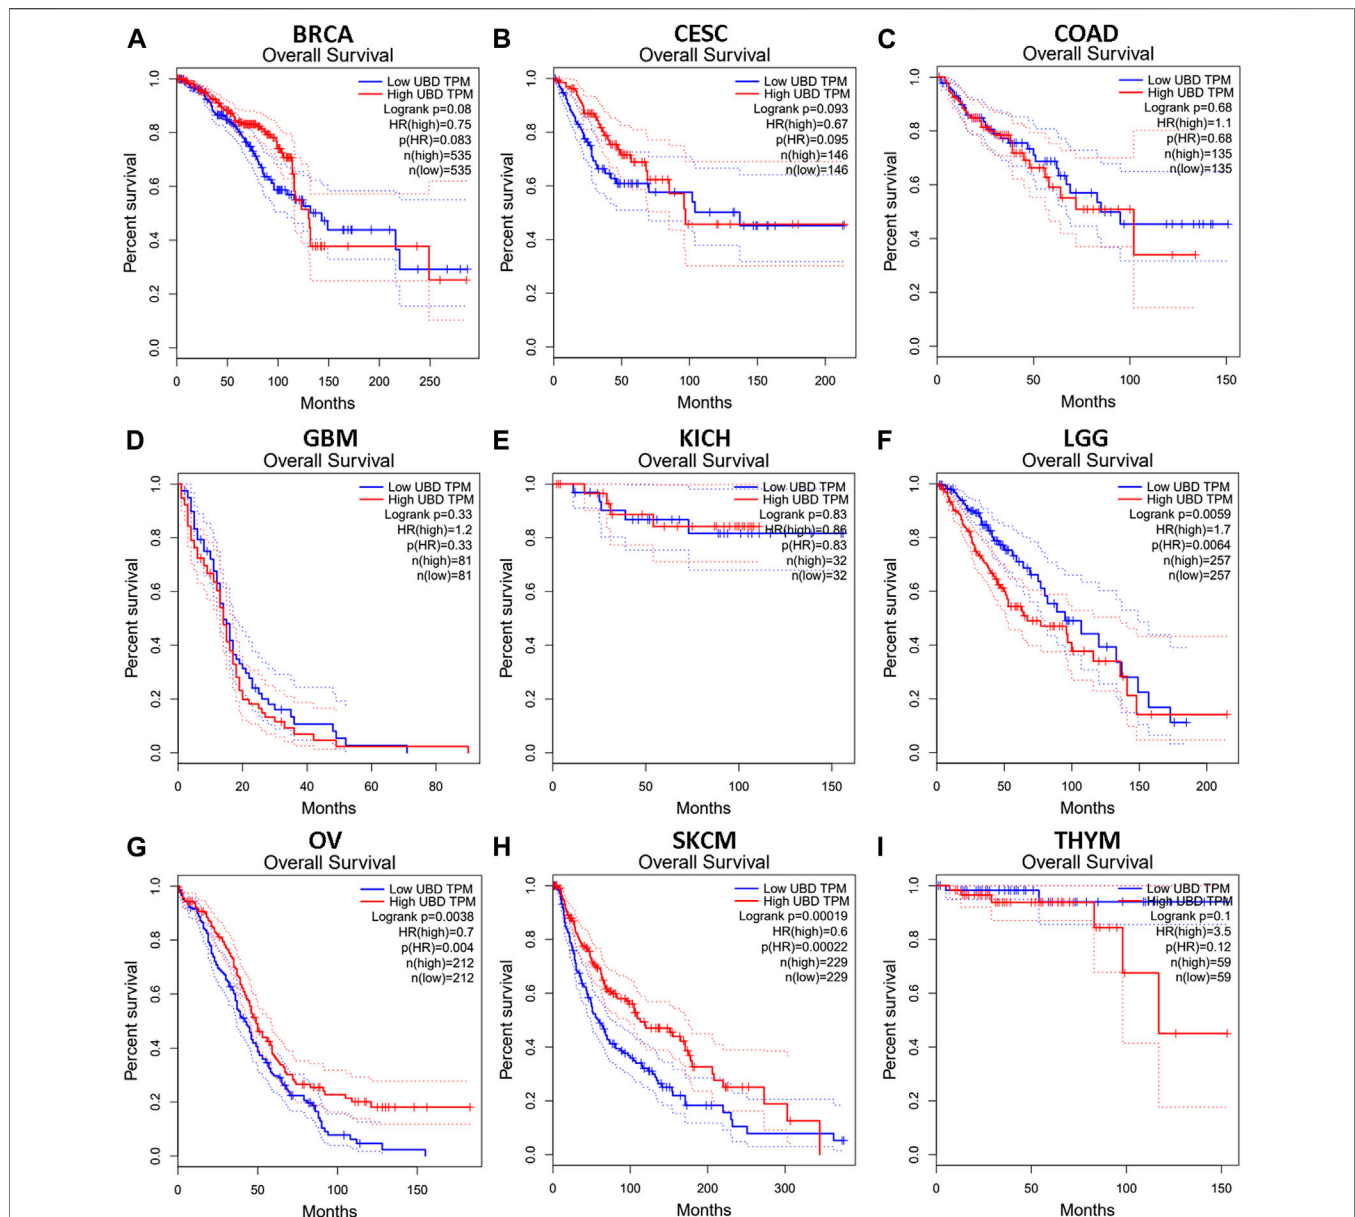 A
BRCA
Overall Survival
Low UBD TPM
High UBD TPM
Logrank p=0.08
HR(high)=0.75
p(HR)=0.083
n(high)=535
n(low)=535
Percent survival
0.0 0.2 0.4 0.6 0.8 1.0
0 50 100 150 200 250
Months
B
CESC
Overall Survival
Low UBD TPM
High UBD TPM
Logrank p=0.093
HR(high)=0.67
p(HR)=0.095
n(high)=146
n(low)=146
Percent survival
0.0 0.2 0.4 0.6 0.8 1.0
0 50 100 150 200
Months
C
COAD
Overall Survival
Low UBD TPM
High UBD TPM
Logrank p=0.68
HR(high)=1.1
p(HR)=0.68
n(high)=135
n(low)=135
Percent survival
0.0 0.2 0.4 0.6 0.8 1.0
0 50 100 150
Months
D
GBM
Overall Survival
Low UBD TPM
High UBD TPM
Logrank p=0.33
HR(high)=1.2
p(HR)=0.33
n(high)=81
n(low)=81
Percent survival
0.0 0.2 0.4 0.6 0.8 1.0
0 20 40 60 80
Months
E
KICH
Overall Survival
Low UBD TPM
High UBD TPM
Logrank p=0.83
HR(high)=0.86
p(HR)=0.83
n(high)=32
n(low)=32
Percent survival
0.0 0.2 0.4 0.6 0.8 1.0
0 50 100 150
Months
F
LGG
Overall Survival
Low UBD TPM
High UBD TPM
Logrank p=0.0059
HR(high)=1.7
p(HR)=0.0064
n(high)=257
n(low)=257
Percent survival
0.0 0.2 0.4 0.6 0.8 1.0
0 50 100 150 200
Months
G
OV
Overall Survival
Low UBD TPM
High UBD TPM
Logrank p=0.0038
HR(high)=0.7
p(HR)=0.004
n(high)=212
n(low)=212
Percent survival
0.0 0.2 0.4 0.6 0.8 1.0
0 50 100 150
Months
H
SKCM
Overall Survival
Low UBD TPM
High UBD TPM
Logrank p=0.00019
HR(high)=0.6
p(HR)=0.00022
n(high)=229
n(low)=229
Percent survival
0.0 0.2 0.4 0.6 0.8 1.0
0 100 200 300
Months
I
THYM
Overall Survival
Low UBD TPM
High UBD TPM
Logrank p=0.1
HR(high)=3.5
p(HR)=0.12
n(high)=59
n(low)=59
Percent survival
0.0 0.2 0.4 0.6 0.8 1.0
0 50 100 150
Months